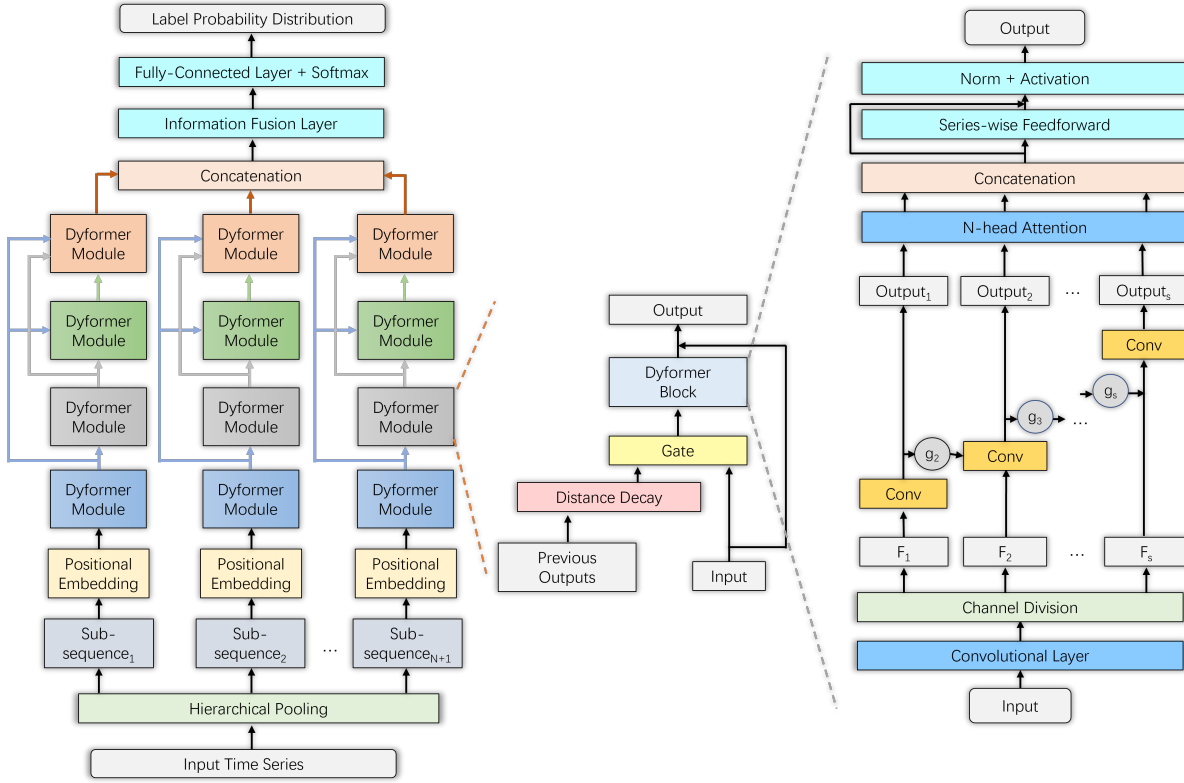 Label Probability Distribution
Fully-Connected Layer + Softmax
Information Fusion Layer
Concatenation
Dyformer
Module
Dyformer
Module
Dyformer
Module
Dyformer
Module
Dyformer
Module
Dyformer
Module
Dyformer
Module
Dyformer
Module
Dyformer
Module
Dyformer
Module
Dyformer
Module
Dyformer
Module
Positional
Embedding
Positional
Embedding
Positional
Embedding
Sub-
sequence1
Sub-
sequence2
...
Sub-
sequenceN+1
Hierarchical Pooling
Input Time Series
Output
Dyformer
Block
Gate
Distance Decay
Previous
Outputs
Input
Output
Norm + Activation
Series-wise Feedforward
Concatenation
N-head Attention
Output1
Output2
...
Outputs
Conv
gs
g3
...
g2
Conv
Conv
F1
F2
...
Fs
Channel Division
Convolutional Layer
Input